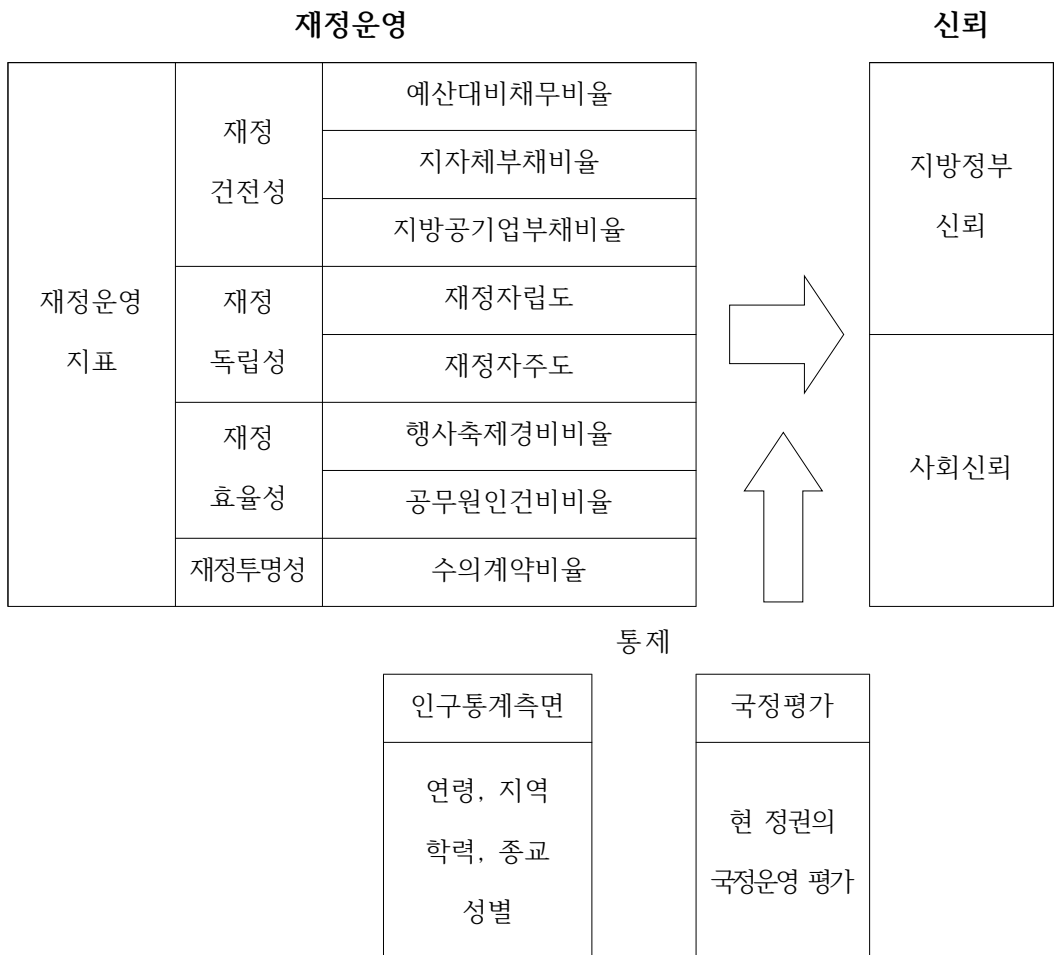 재정운영
신뢰
재정운영
지표
재정
건전성
예산대비채무비율
지자체부채비율
지방공기업부채비율
재정
독립성
재정자립도
재정자주도
재정
효율성
행사축제경비비율
공무원인건비비율
재정투명성
수의계약비율
지방정부
신뢰
사회신뢰
통제
인구통계측면
연령, 지역
학력, 종교
성별
국정평가
현 정권의
국정운영 평가